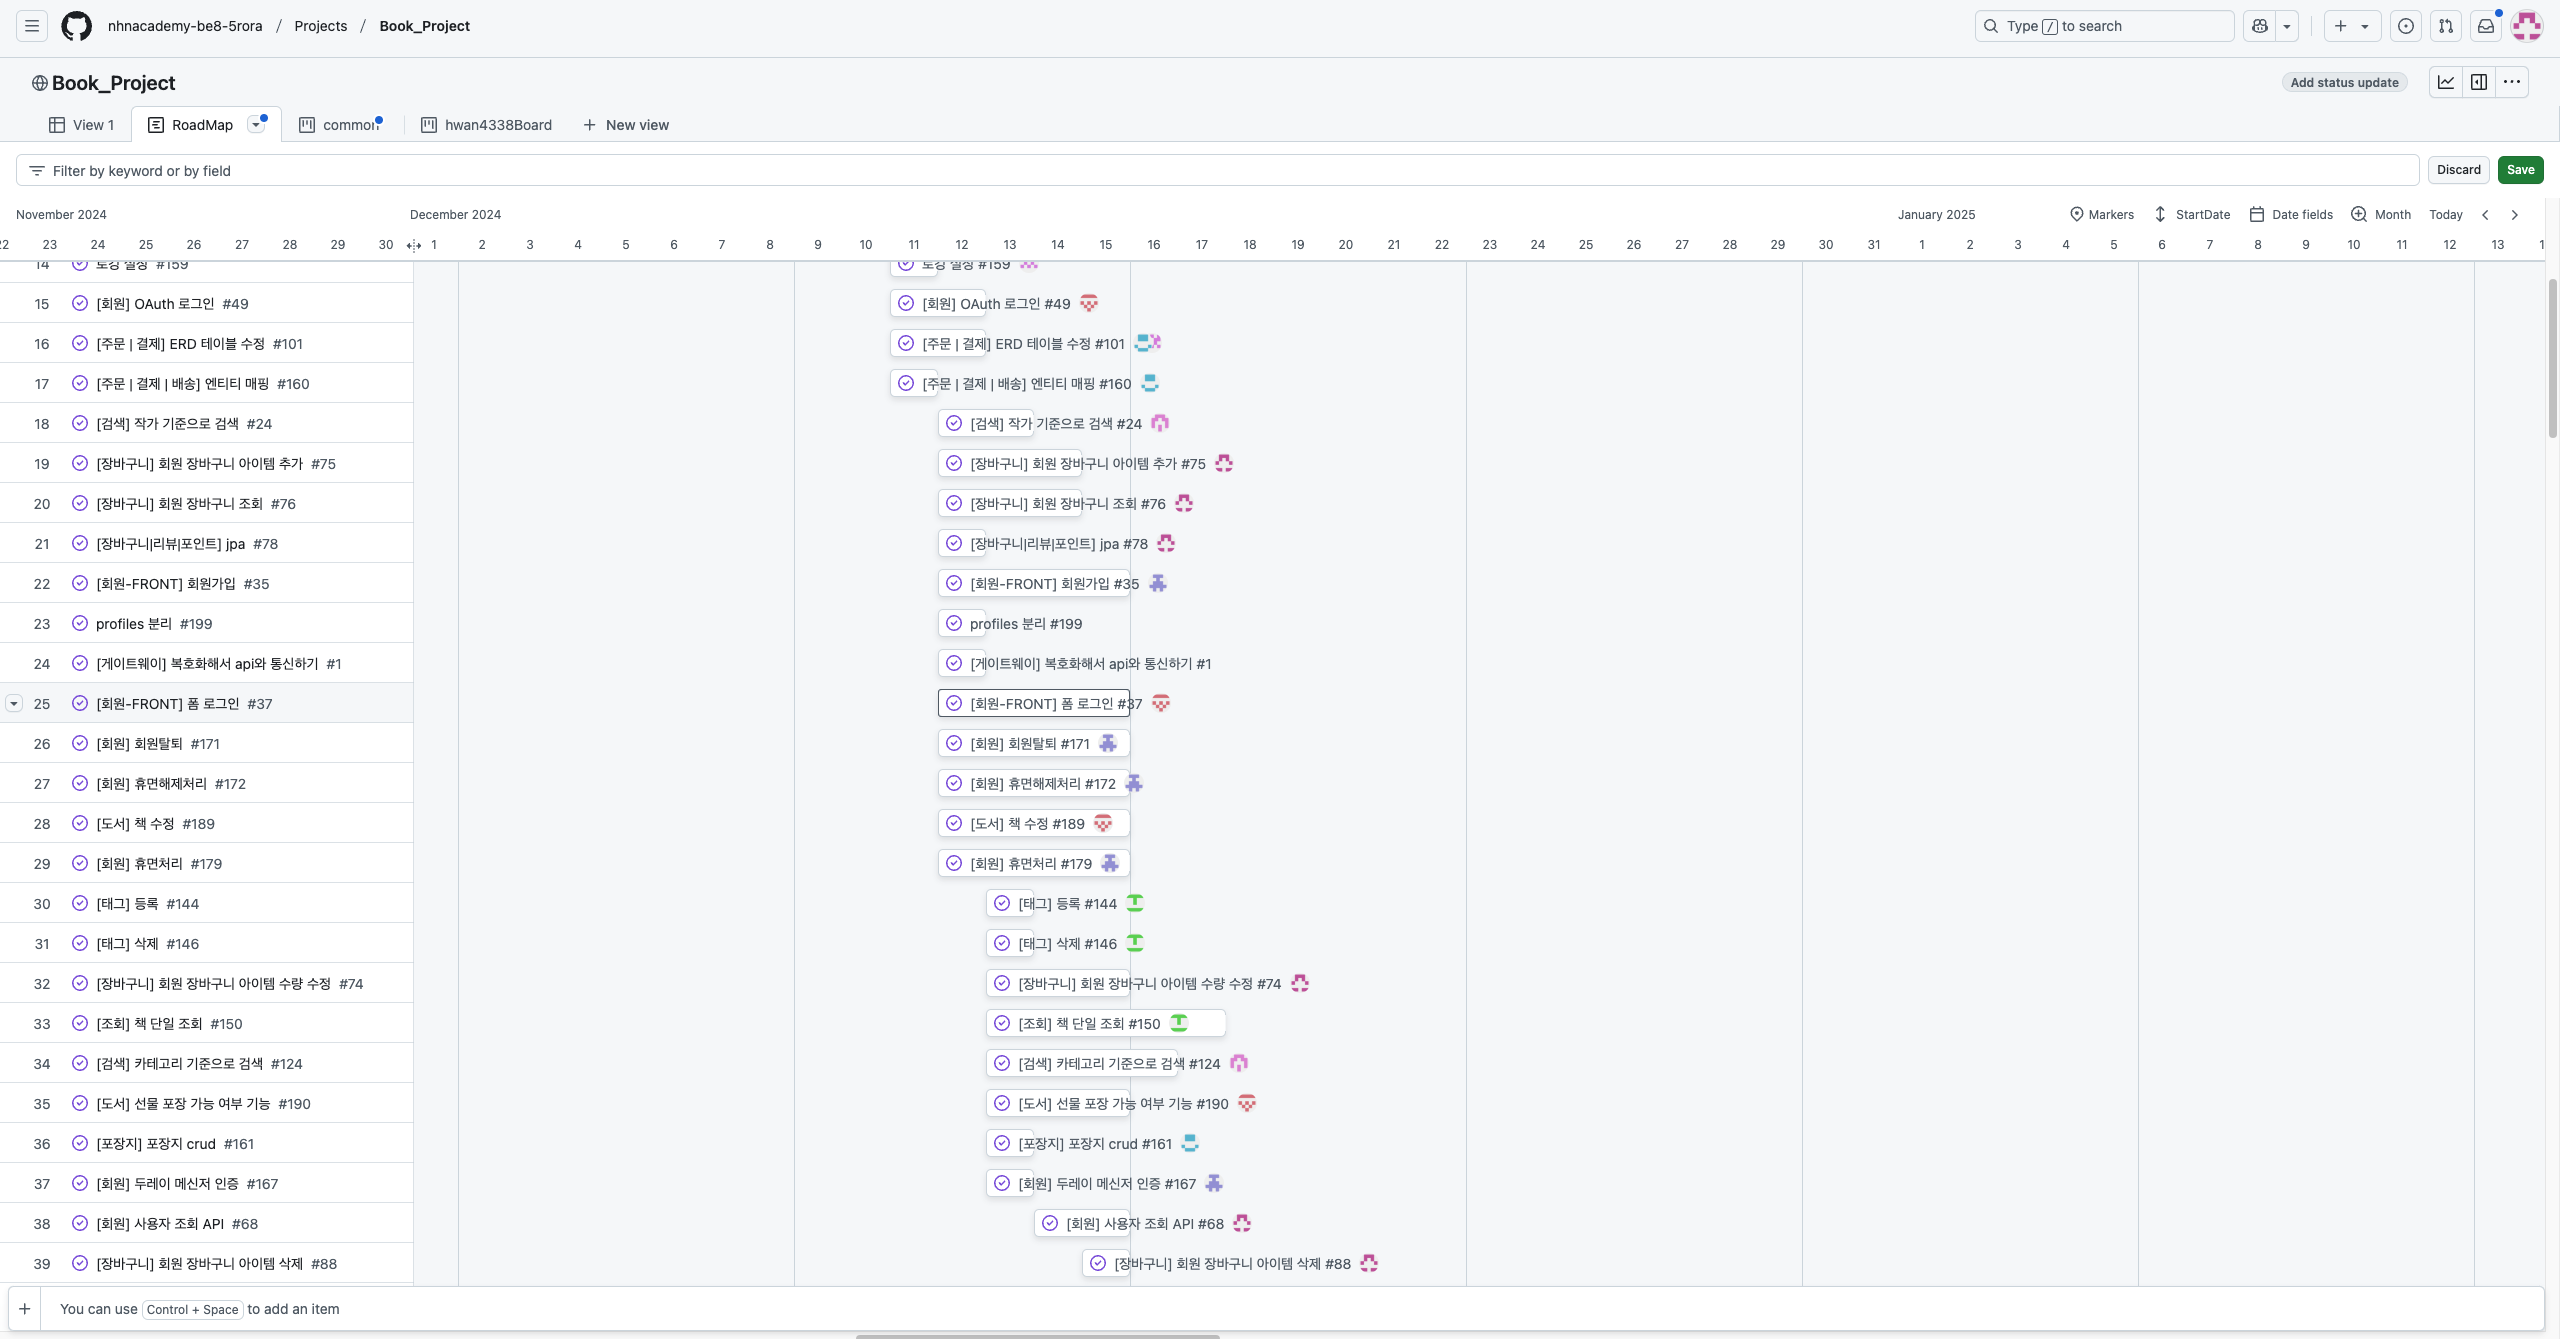 nhnacademy-be8-5rora / Projects / Book_Project
Type / to search
Book_Project
Add status update
View 1
RoadMap
common
hwan4338Board
New view
Filter by keyword or by field
Discard
Save
November 2024
December 2024
January 2025
Markers
StartDate
Date fields
Month
Today
22 23 24 25 26 27 28 29 30 1 2 3 4 5 6 7 8 9 10 11 12 13 14 15 16 17 18 19 20 21 22 23 24 25 26 27 28 29 30 31 1 2 3 4 5 6 7 8 9 10 11 12 13
14 로깅 설정 #159 로깅 설정 #159
15 [회원] OAuth 로그인 #49 [회원] OAuth 로그인 #49
16 [주문 | 결제] ERD 테이블 수정 #101 [주문 | 결제] ERD 테이블 수정 #101
17 [주문 | 결제 | 배송] 엔티티 매핑 #160 [주문 | 결제 | 배송] 엔티티 매핑 #160
18 [검색] 작가 기준으로 검색 #24 [검색] 작가 기준으로 검색 #24
19 [장바구니] 회원 장바구니 아이템 추가 #75 [장바구니] 회원 장바구니 아이템 추가 #75
20 [장바구니] 회원 장바구니 조회 #76 [장바구니] 회원 장바구니 조회 #76
21 [장바구니|리뷰|포인트] jpa #78 [장바구니|리뷰|포인트] jpa #78
22 [회원-FRONT] 회원가입 #35 [회원-FRONT] 회원가입 #35
23 profiles 분리 #199 profiles 분리 #199
24 [게이트웨이] 복호화해서 api와 통신하기 #1 [게이트웨이] 복호화해서 api와 통신하기 #1
25 [회원-FRONT] 폼 로그인 #37 [회원-FRONT] 폼 로그인 #37
26 [회원] 회원탈퇴 #171 [회원] 회원탈퇴 #171
27 [회원] 휴면해제처리 #172 [회원] 휴면해제처리 #172
28 [도서] 책 수정 #189 [도서] 책 수정 #189
29 [회원] 휴면처리 #179 [회원] 휴면처리 #179
30 [태그] 등록 #144 [태그] 등록 #144
31 [태그] 삭제 #146 [태그] 삭제 #146
32 [장바구니] 회원 장바구니 아이템 수량 수정 #74 [장바구니] 회원 장바구니 아이템 수량 수정 #74
33 [조회] 책 단일 조회 #150 [조회] 책 단일 조회 #150
34 [검색] 카테고리 기준으로 검색 #124 [검색] 카테고리 기준으로 검색 #124
35 [도서] 선물 포장 가능 여부 기능 #190 [도서] 선물 포장 가능 여부 기능 #190
36 [포장지] 포장지 crud #161 [포장지] 포장지 crud #161
37 [회원] 두레이 메신저 인증 #167 [회원] 두레이 메신저 인증 #167
38 [회원] 사용자 조회 API #68 [회원] 사용자 조회 API #68
39 [장바구니] 회원 장바구니 아이템 삭제 #88 [장바구니] 회원 장바구니 아이템 삭제 #88
You can use Control + Space to add an item